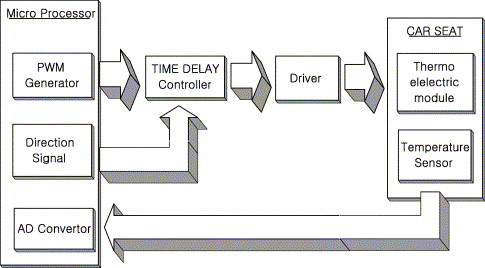 Micro Processor
PWM
Generator
Direction
Signal
AD Convertor
TIME DELAY
Controller
Driver
CAR SEAT
Thermo
elelectric
module
Temperature
Sensor